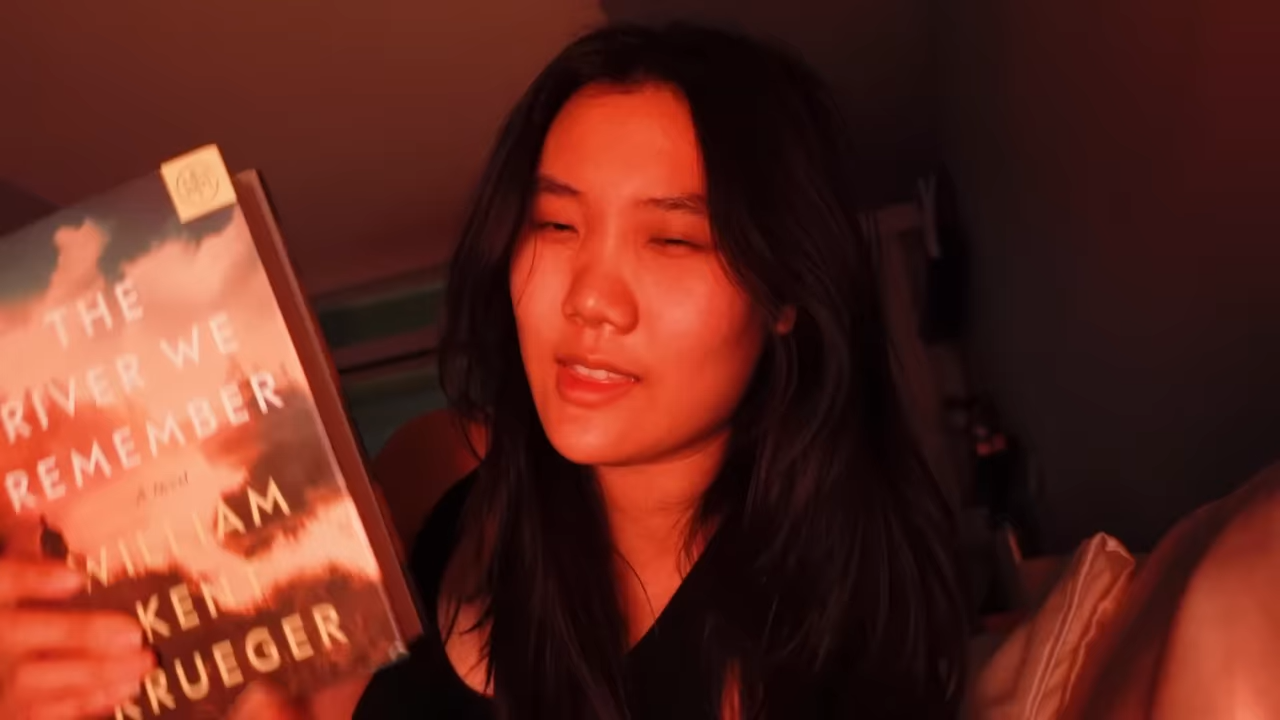 THE
RIVER WE
REMEMBER
A Novel
WILLIAM
KENT
KRUEGER